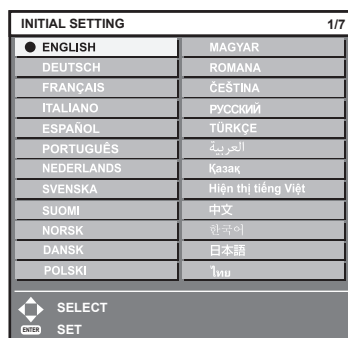 INITIAL SETTING 1/7
ENGLISH
DEUTSCH
FRANÇAIS
ITALIANO
ESPAÑOL
PORTUGUÊS
NEDERLANDS
SVENSKA
SUOMI
NORSK
DANSK
POLSKI
MAGYAR
ROMANA
ČEŠTINA
РУССКИЙ
TÜRKÇE
العربية
Қазақ
Hiện thị tiếng Việt
中文
한국어
日本語
ไทย
SELECT
ENTER SET